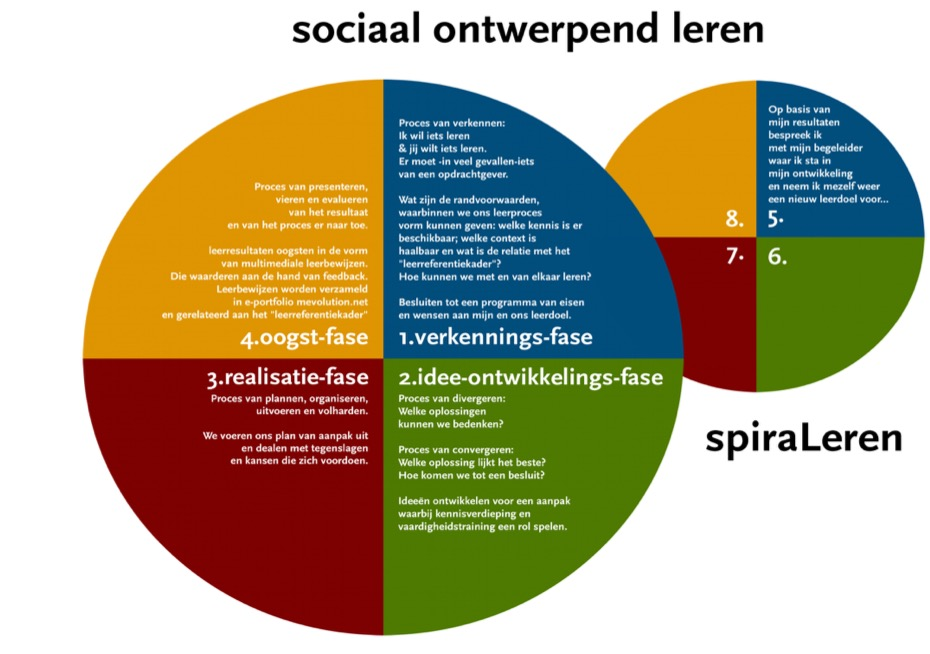 sociaal ontwerpend leren
Proces van verkennen:
Ik wil iets leren
& jij wilt iets leren.
Er moet -in veel gevallen-iets
van een opdrachtgever.
Wat zijn de randvoorwaarden,
waarbinnen we ons leerproces
vorm kunnen geven: welke kennis is er
beschikbaar; welke context is
haalbaar en wat is de relatie met het
"leerreferentiekader"?
Hoe kunnen we met en van elkaar leren?
Besluiten tot een programma van eisen
en wensen aan mijn en ons leerdoel.
1.verkennings-fase
2.idee-ontwikkelings-fase
Proces van divergeren:
Welke oplossingen
kunnen we bedenken?
Proces van convergeren:
Welke oplossing lijkt het beste?
Hoe komen we tot een besluit?
Ideeën ontwikkelen voor een aanpak
waarbij kennisverdieping en
vaardigheidstraining een rol spelen.
3.realisatie-fase
Proces van plannen, organiseren,
uitvoeren en volharden.
We voeren ons plan van aanpak uit
en dealen met tegenslagen
en kansen die zich voordoen.
Proces van presenteren,
vieren en evalueren
van het resultaat
en van het proces er naar toe.
leerresultaten oogsten in de vorm
van multimediale leerbewijzen.
Die waarderen aan de hand van feedback.
Leerbewijzen worden verzameld
in e-portfolio mevolution.net
en gerelateerd aan het "leerreferentiekader"
4.oogst-fase
Op basis van
mijn resultaten
bespreek ik
met mijn begeleider
waar ik sta in
mijn ontwikkeling
en neem ik mezelf weer
een nieuw leerdoel voor...
5.
6.
7.
8.
spiraLeren